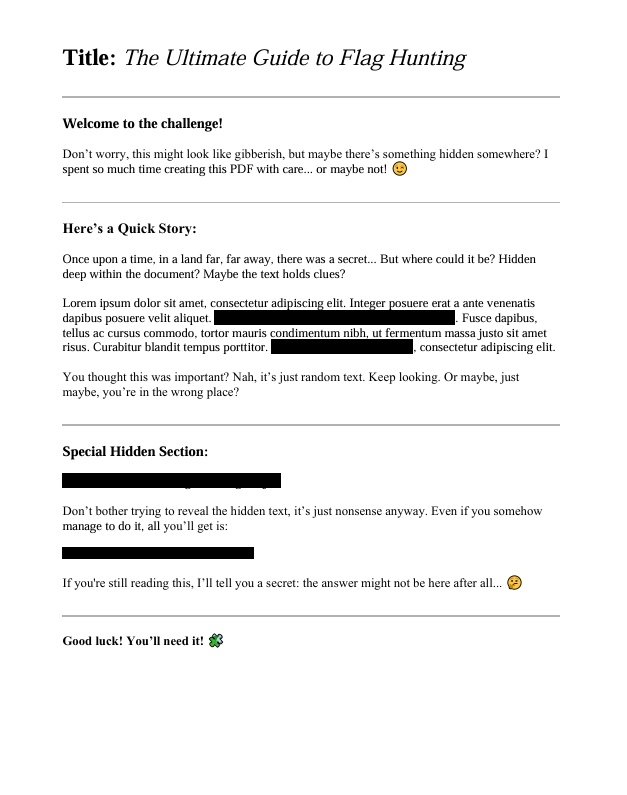 Title: The Ultimate Guide to Flag Hunting
Welcome to the challenge!
Don’t worry, this might look like gibberish, but maybe there’s something hidden somewhere? I
spent so much time creating this PDF with care... or maybe not! 😉
Here’s a Quick Story:
Once upon a time, in a land far, far away, there was a secret... But where could it be? Hidden
deep within the document? Maybe the text holds clues?
Lorem ipsum dolor sit amet, consectetur adipiscing elit. Integer posuere erat a ante venenatis
dapibus posuere velit aliquet. . Fusce dapibus,
tellus ac cursus commodo, tortor mauris condimentum nibh, ut fermentum massa justo sit amet
risus. Curabitur blandit tempus porttitor. , consectetur adipiscing elit.
You thought this was important? Nah, it’s just random text. Keep looking. Or maybe, just
maybe, you’re in the wrong place?
Special Hidden Section:
Don’t bother trying to reveal the hidden text, it’s just nonsense anyway. Even if you somehow
manage to do it, all you’ll get is:
If you're still reading this, I’ll tell you a secret: the answer might not be here after all... 🤔
Good luck! You’ll need it! 🧩